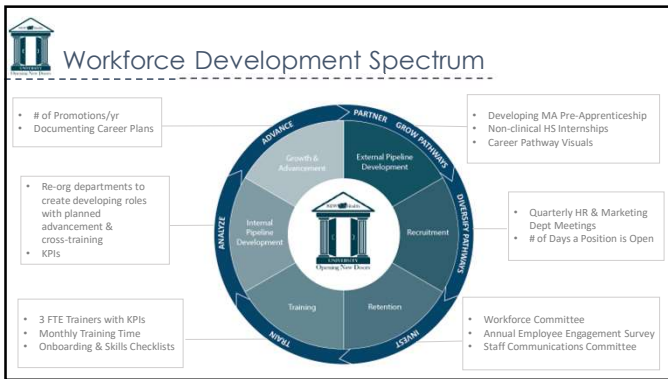 Opening New Doors
Workforce Development Spectrum
• # of Promotions/yr
• Documenting Career Plans
• Re-org departments to
create developing roles
with planned
advancement &
cross-training
• KPIs
• 3 FTE Trainers with KPIs
• Monthly Training Time
• Onboarding & Skills Checklists
ADVANCE
PARTNER
GROW PATHWAYS
DIVERSIFY PATHWAYS
INVEST
TRAIN
ANALYZE
Growth &
Advancement
External Pipeline
Development
Internal
Pipeline
Development
Recruitment
Training
Retention
UNIVERSITY
Opening New Doors
• Developing MA Pre-Apprenticeship
• Non-clinical HS Internships
• Career Pathway Visuals
• Quarterly HR & Marketing
Dept Meetings
• # of Days a Position is Open
• Workforce Committee
• Annual Employee Engagement Survey
• Staff Communications Committee